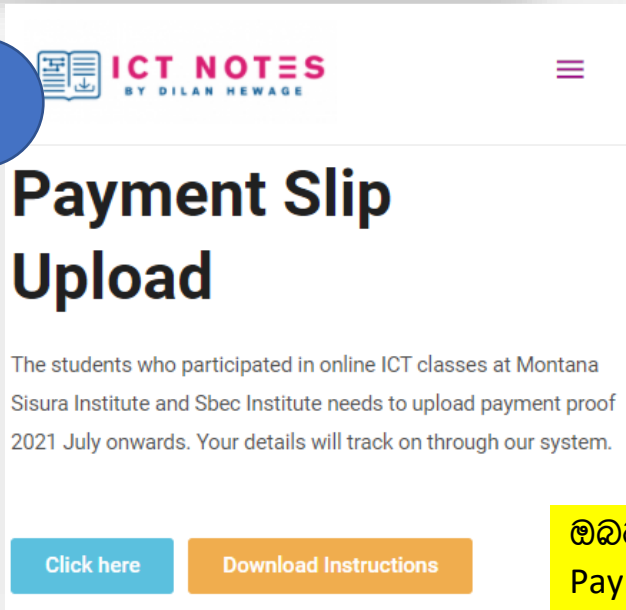 ICT NOTES
BY DILAN HEWAGE
Payment Slip
Upload
The students who participated in online ICT classes at Montana
Sisura Institute and Sbec Institute needs to upload payment proof
2021 July onwards. Your details will track on through our system.
Click here
Download Instructions